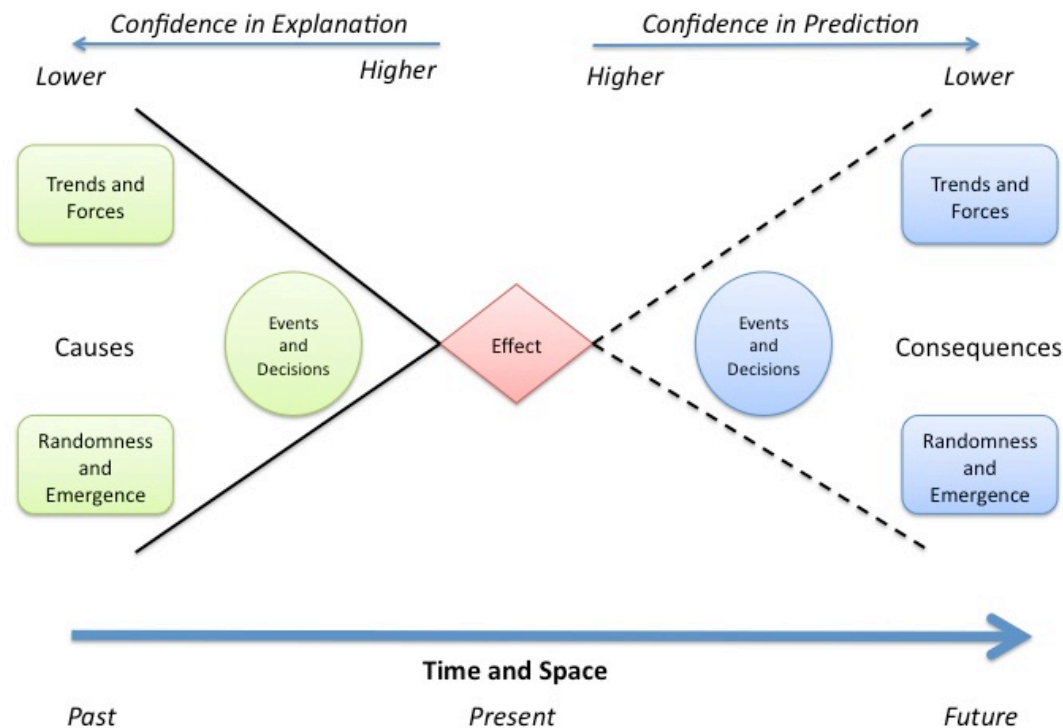 Confidence in Explanation
Confidence in Prediction
Lower
Higher
Higher
Lower
Trends and
Forces
Trends and
Forces
Events
and
Decisions
Effect
Events
and
Decisions
Causes
Consequences
Randomness
and
Emergence
Randomness
and
Emergence
Time and Space
Past
Present
Future